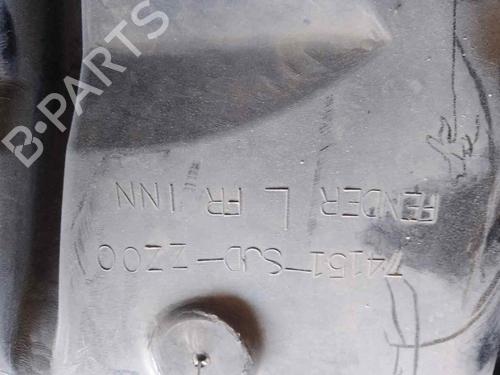 B-PARTS
74151-SJD-ZZ00
FENDER L FR INN